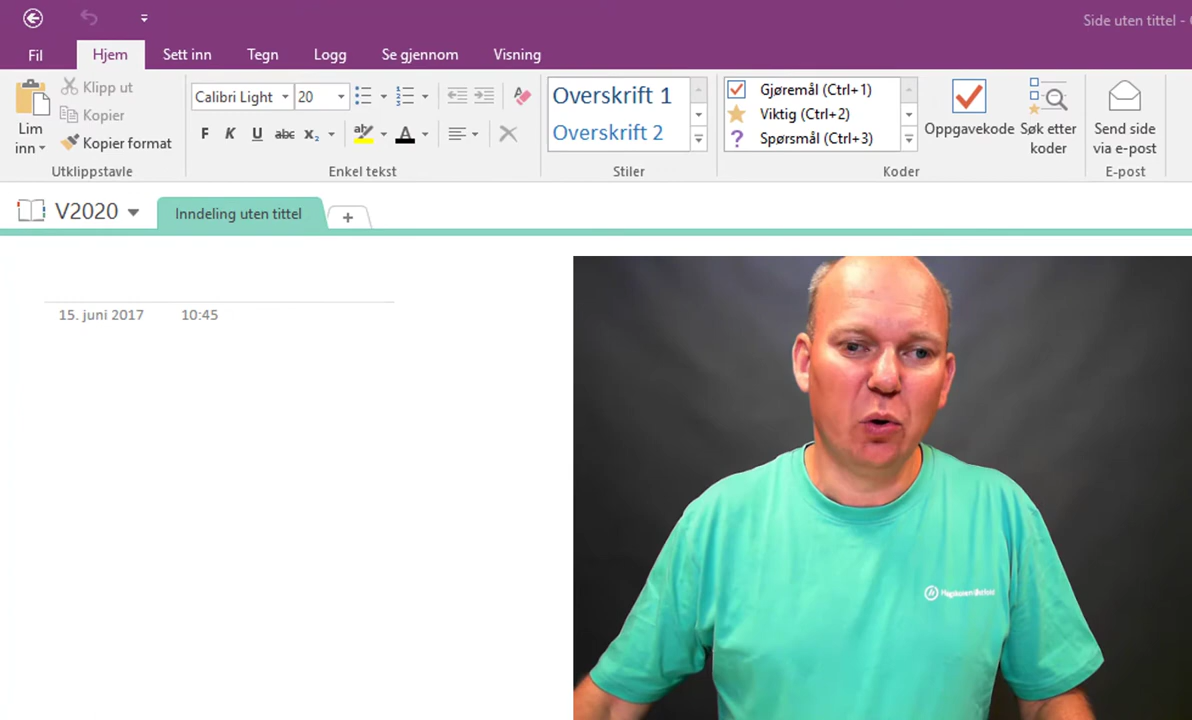 Side uten tittel -
Fil Hjem Sett inn Tegn Logg Se gjennom Visning
Lim inn
Klipp ut
Kopier
Kopier format
Utklippstavle
Calibri Light 20
F K U abc x₂ aby A
Enkel tekst
Overskrift 1
Overskrift 2
Stiler
Gjøremål (Ctrl+1)
Viktig (Ctrl+2)
? Spørsmål (Ctrl+3)
Koder
Oppgavekode
Søk etter
koder
Send side
via e-post
E-post
V2020 Inndeling uten tittel +
15. juni 2017 10:45
Høgskolen i Østfold